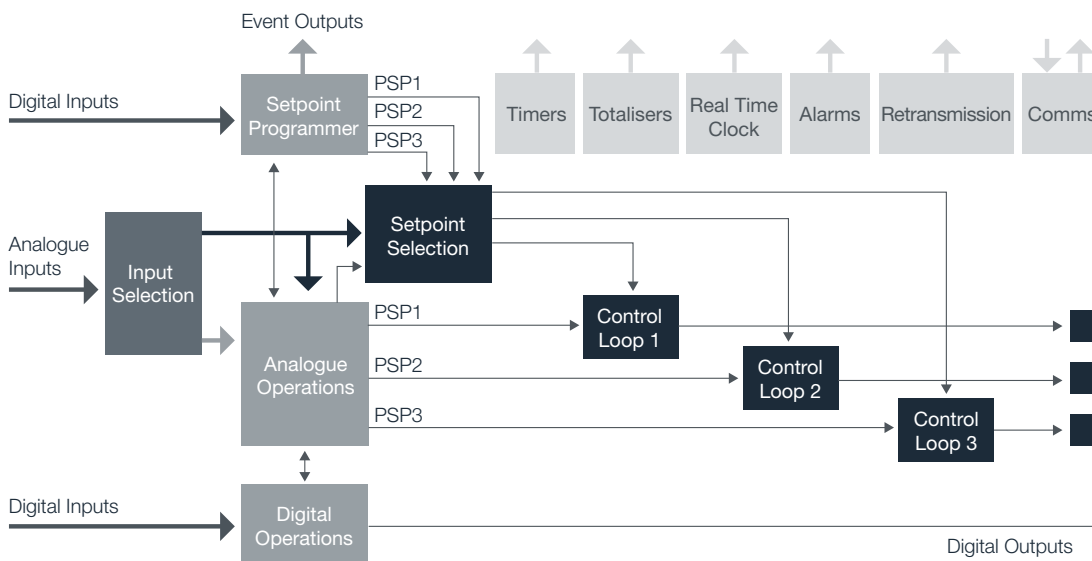 Event Outputs
Digital Inputs
Setpoint
Programmer
PSP1
PSP2
PSP3
Timers
Totalisers
Real Time
Clock
Alarms
Retransmission
Comms
Analogue
Inputs
Input
Selection
Setpoint
Selection
Analogue
Operations
PSP1
PSP2
PSP3
Control
Loop 1
Control
Loop 2
Control
Loop 3
Digital Inputs
Digital
Operations
Digital Outputs